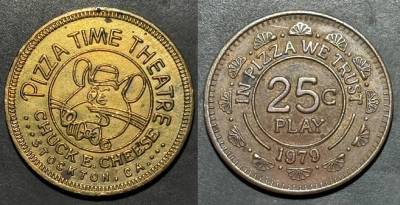 PIZZA TIME THEATRE
CHUCK E. CHEESE
...STOCKTON, CA....
IN PIZZA WE TRUST
25¢
PLAY
1979